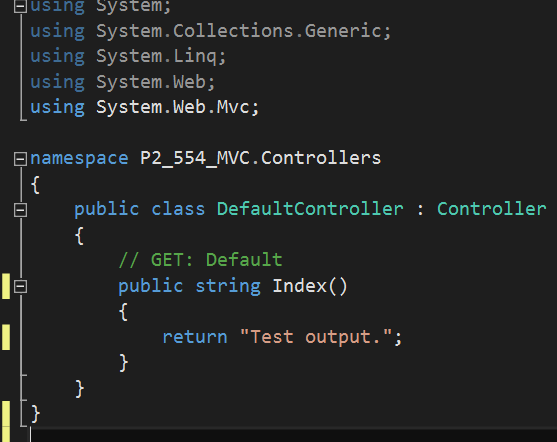 using System;
using System.Collections.Generic;
using System.Linq;
using System.Web;
using System.Web.Mvc;
namespace P2_554_MVC.Controllers
{
public class DefaultController : Controller
{
// GET: Default
public string Index()
{
return "Test output.";
}
}
}